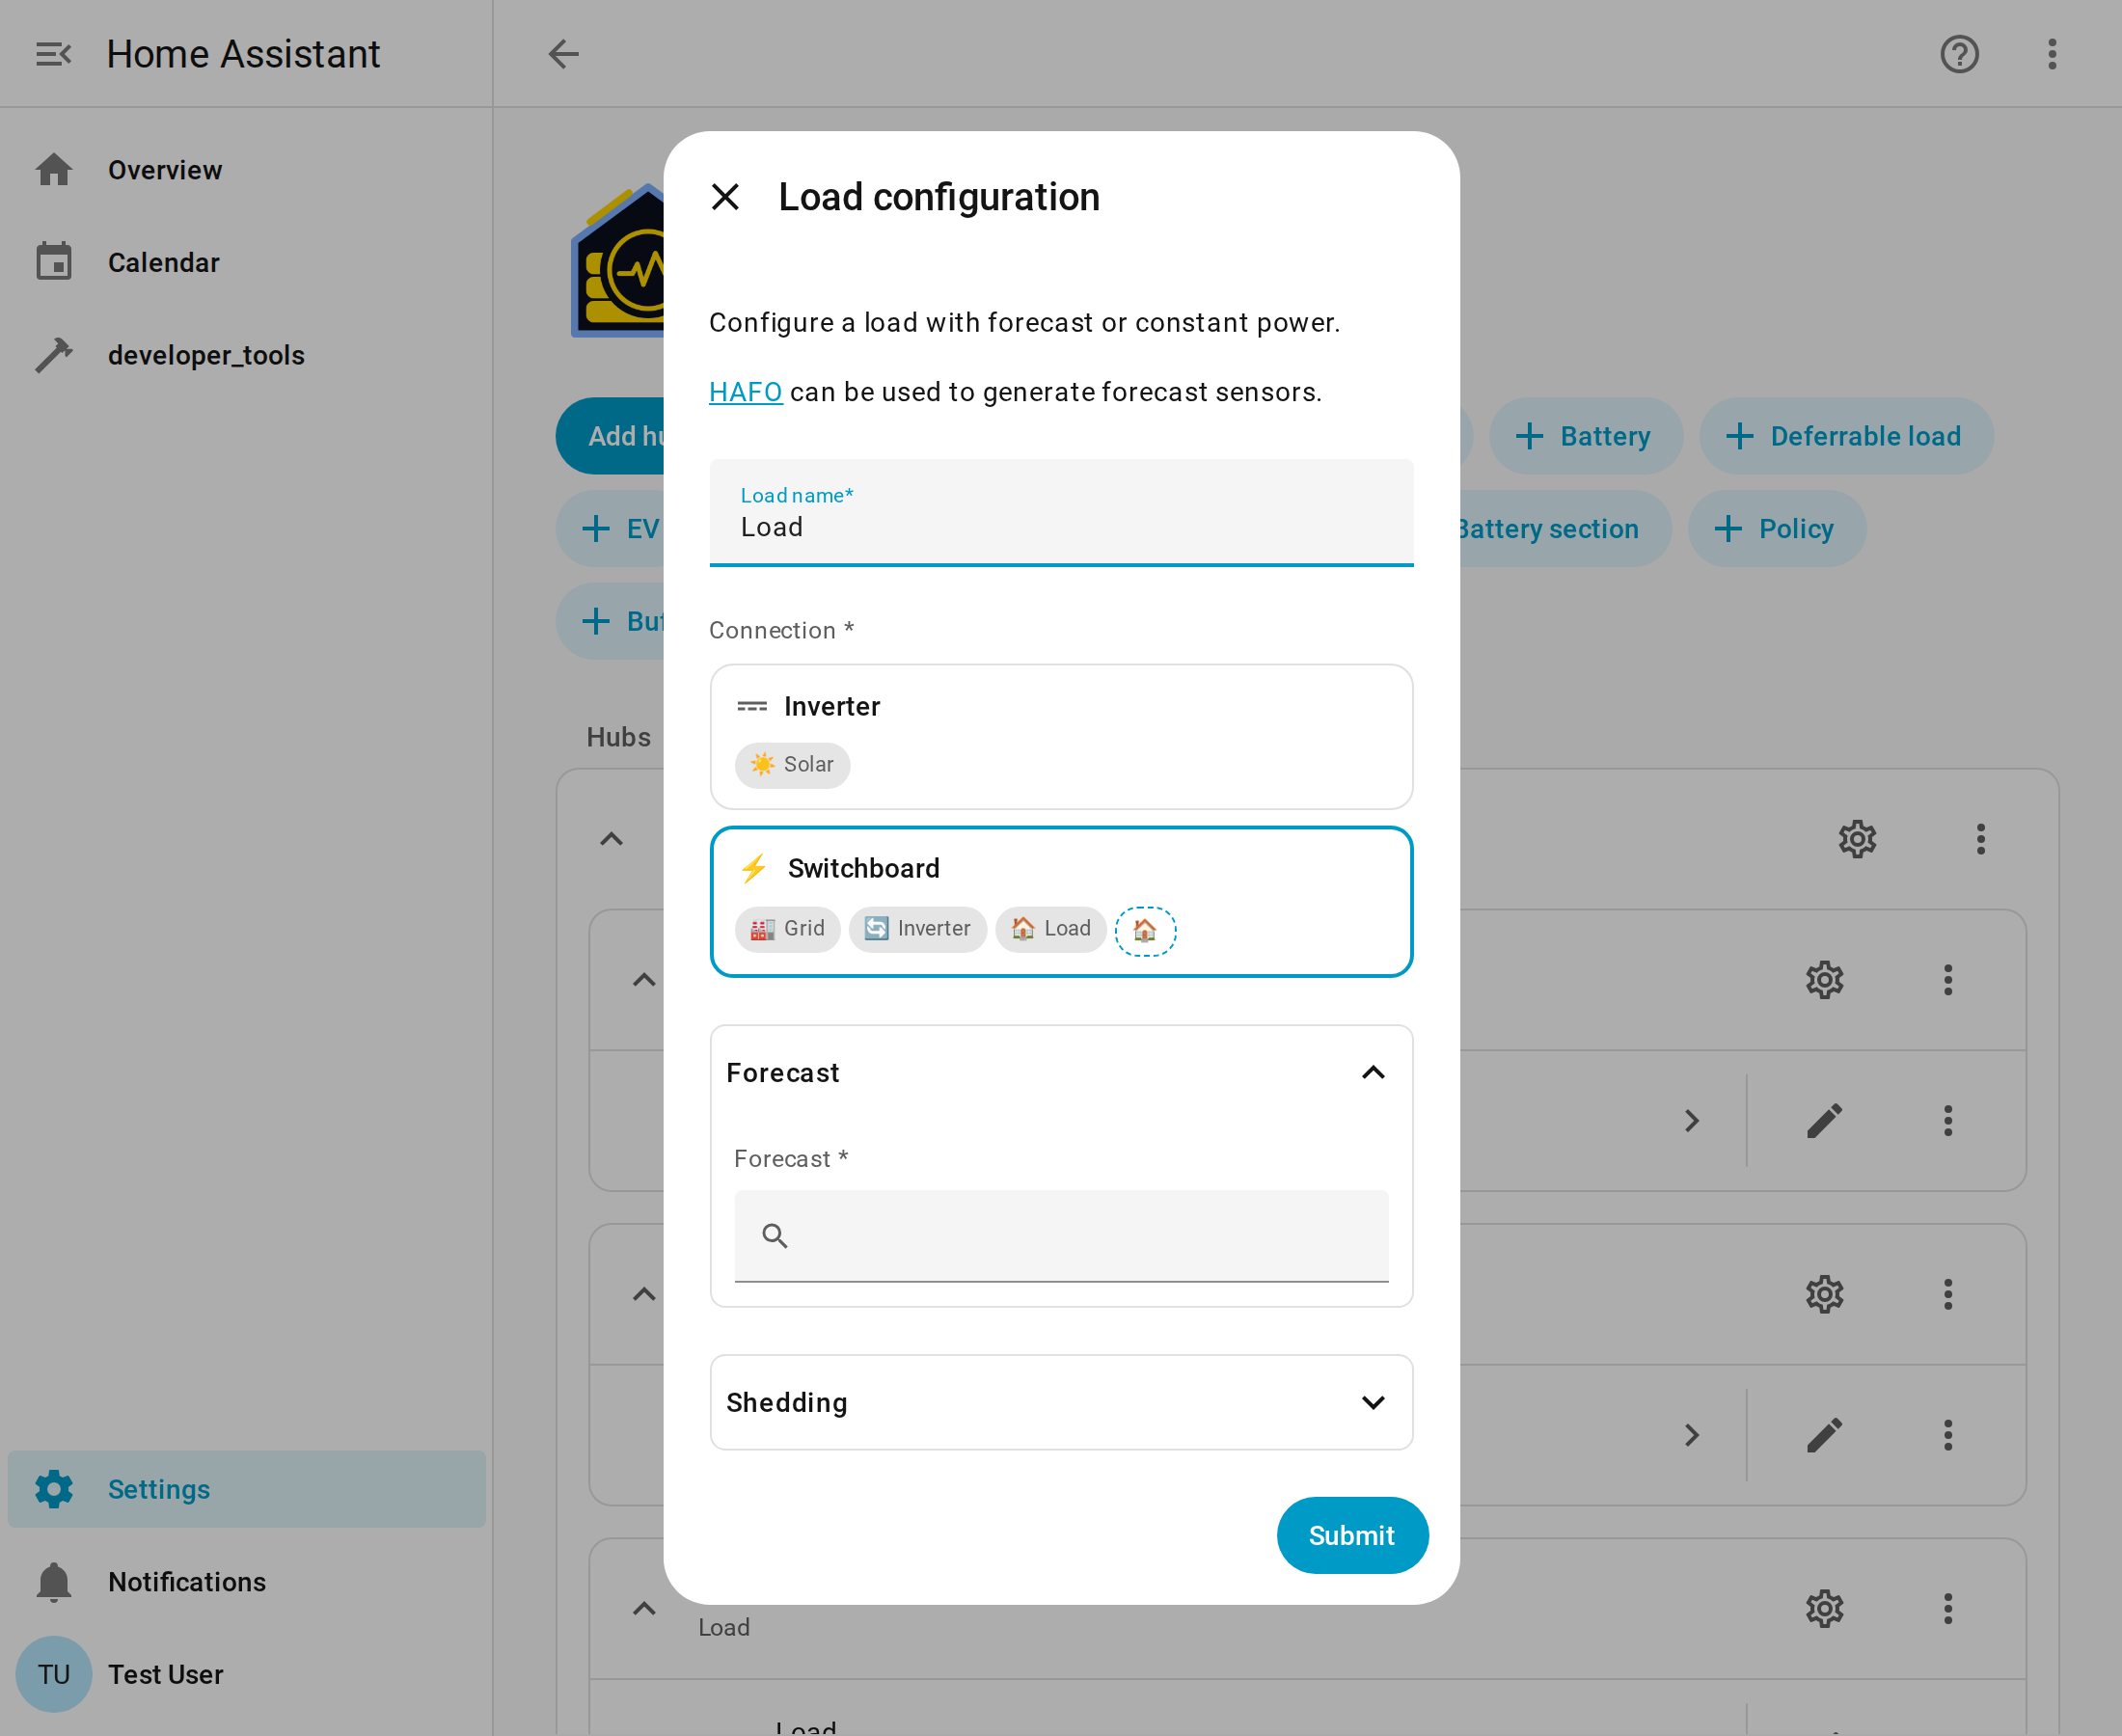 Home Assistant
Overview
Calendar
developer_tools
Settings
Notifications
TU
Test User
Load configuration
Configure a load with forecast or constant power.
HAFO can be used to generate forecast sensors.
Load name*
Load
Connection *
Inverter
Solar
Switchboard
Grid
Inverter
Load
Forecast
Forecast *
Shedding
Submit
Add
Battery
Deferrable load
EV
Battery section
Policy
Hubs
Load
Load